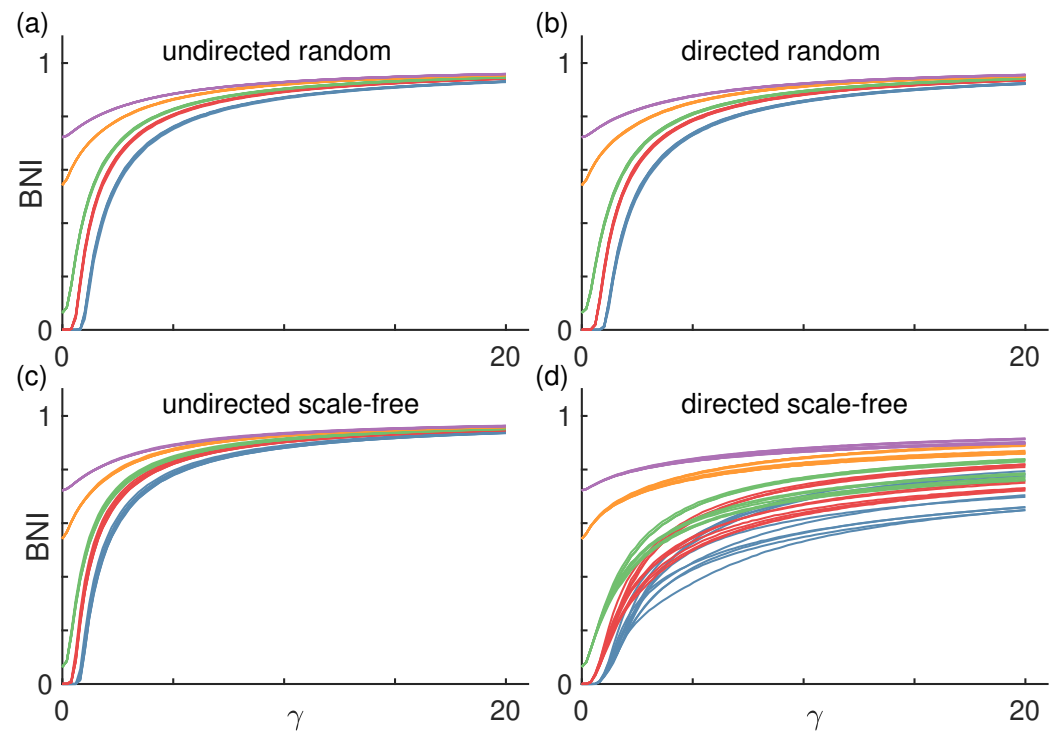 (a)
undirected random
1
BNI
0
0
20
(b)
directed random
1
0
0
20
(c)
undirected scale-free
1
BNI
0
0
γ
20
(d)
directed scale-free
1
0
0
γ
20